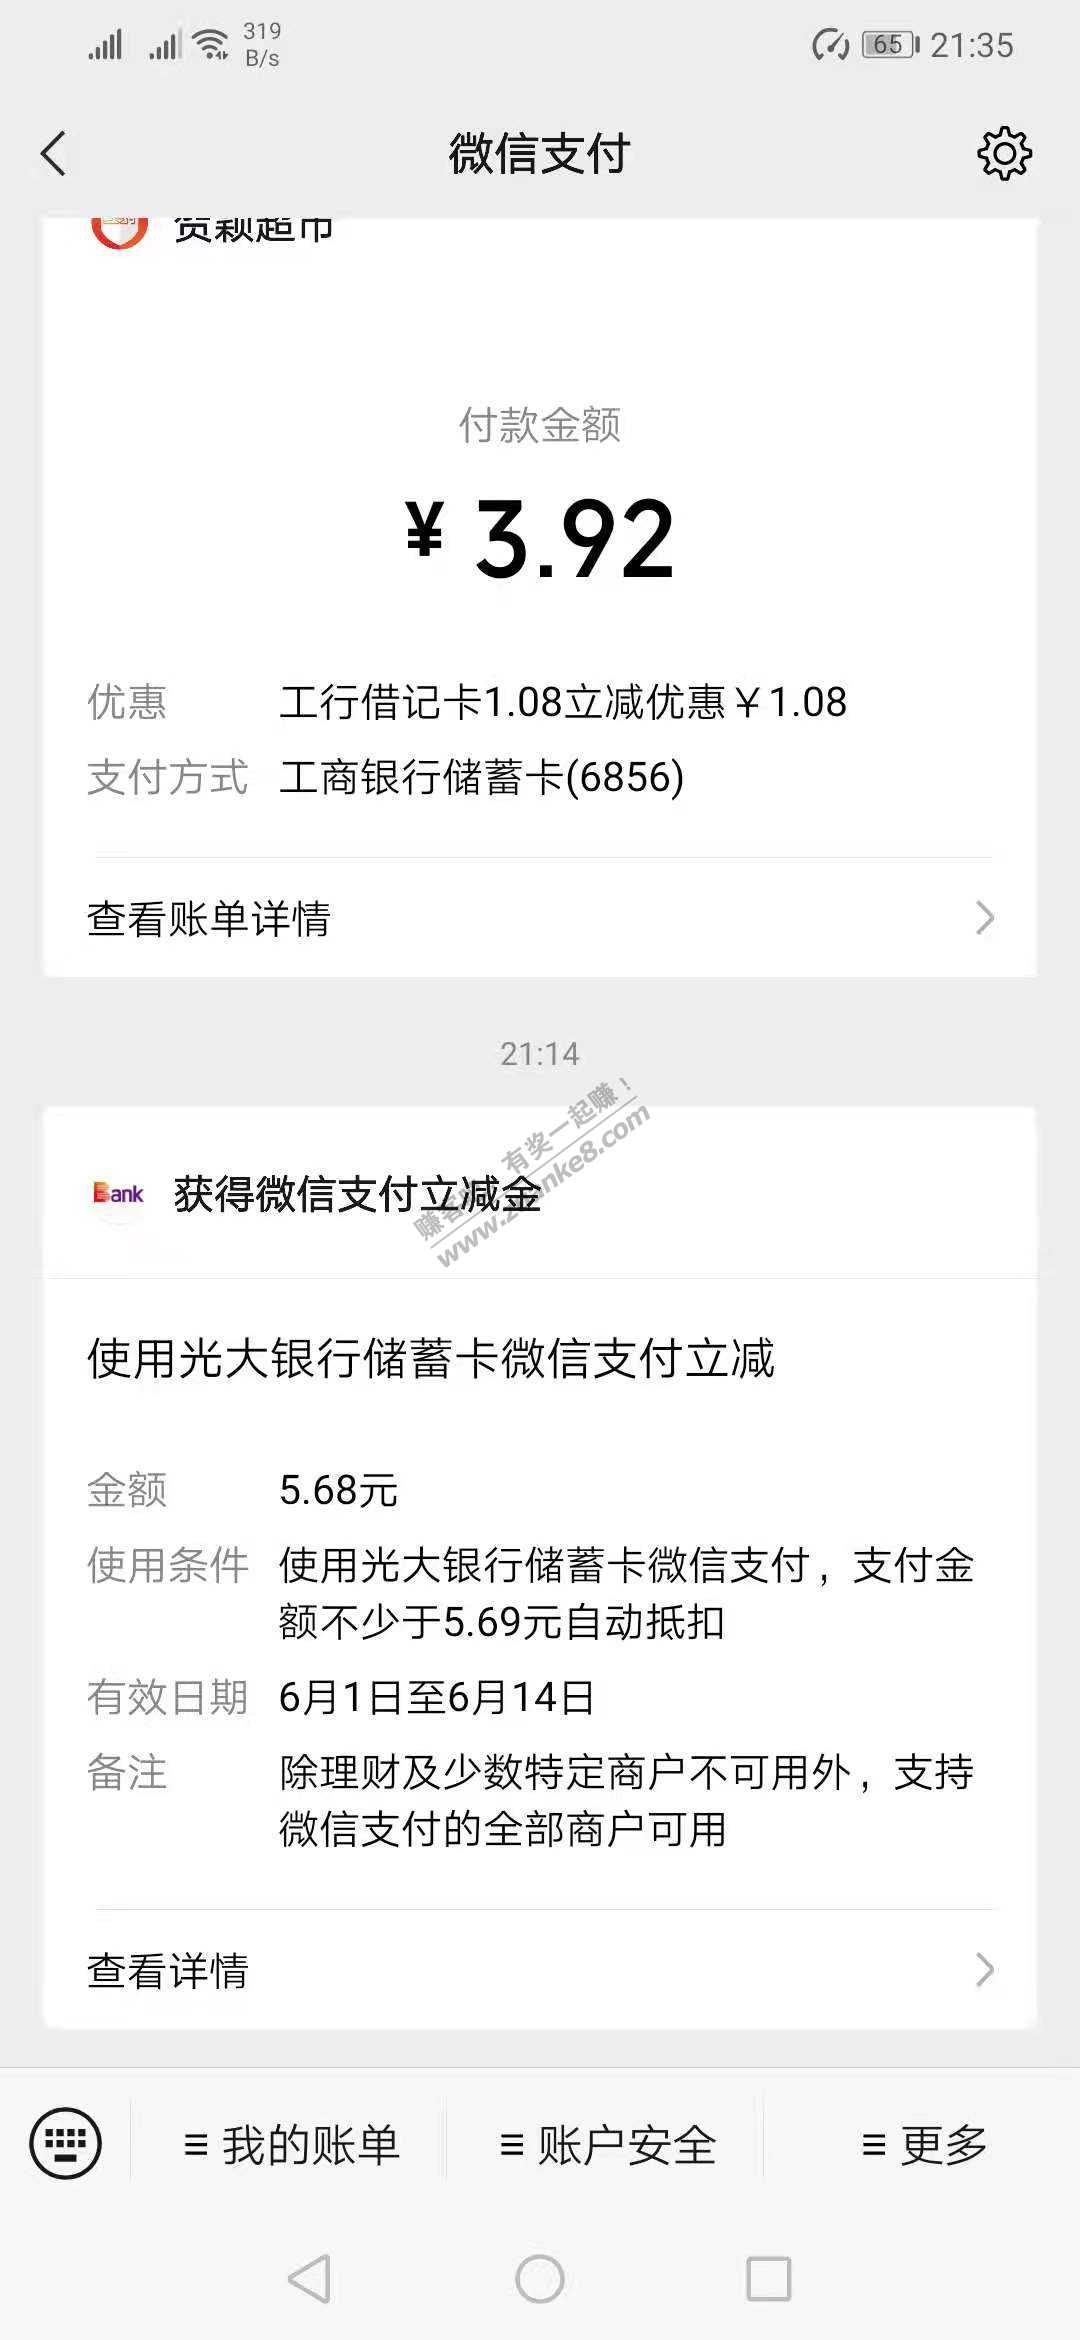 319
B/s
65
21:35
微信支付
贺颖超市
付款金额
¥ 3.92
优惠 工行借记卡1.08立减优惠￥1.08
支付方式 工商银行储蓄卡(6856)
查看账单详情
21:14
Bank
获得微信支付立减金
赚客吧，有奖一起赚！
www.zuanke8.com
使用光大银行储蓄卡微信支付立减
金额 5.68元
使用条件 使用光大银行储蓄卡微信支付，支付金
额不少于5.69元自动抵扣
有效日期 6月1日至6月14日
备注 除理财及少数特定商户不可用外，支持
微信支付的全部商户可用
查看详情
我的账单
账户安全
更多